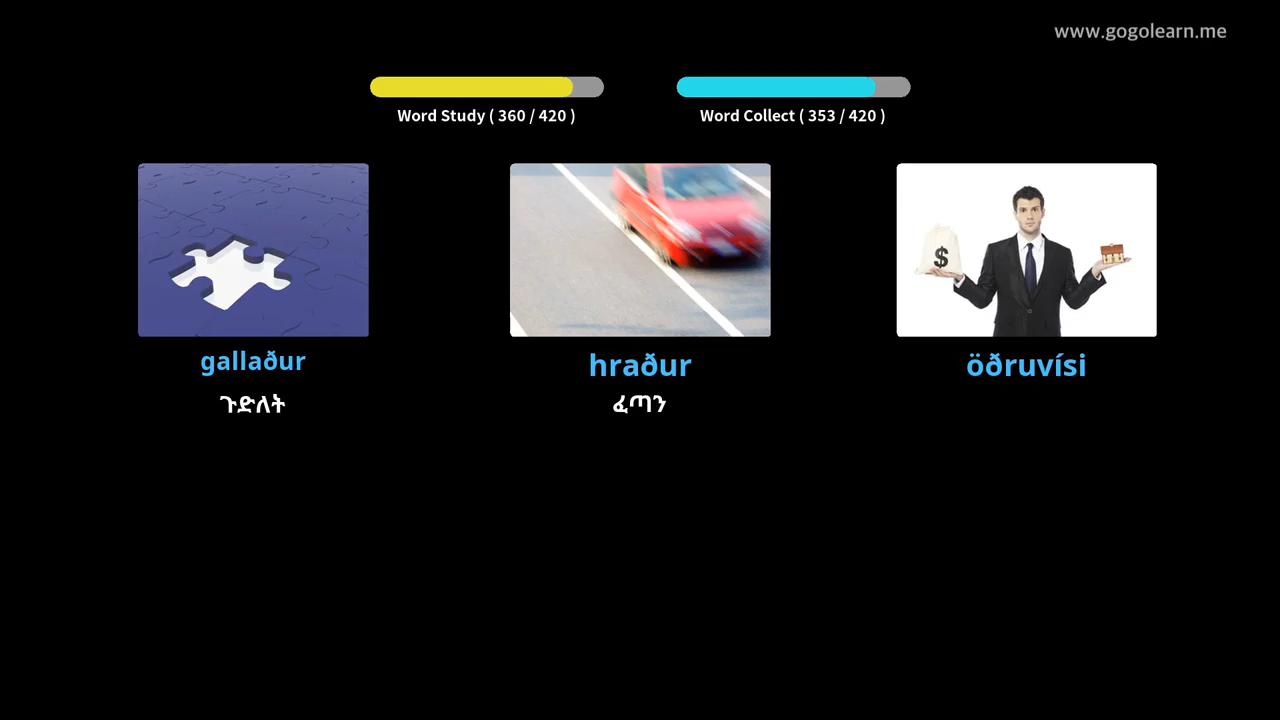 www.gogolearn.me
Word Study ( 360 / 420 )
Word Collect ( 353 / 420 )
$
gallaður
hraður
öðruvísi
ጉድለት
ፈጣን